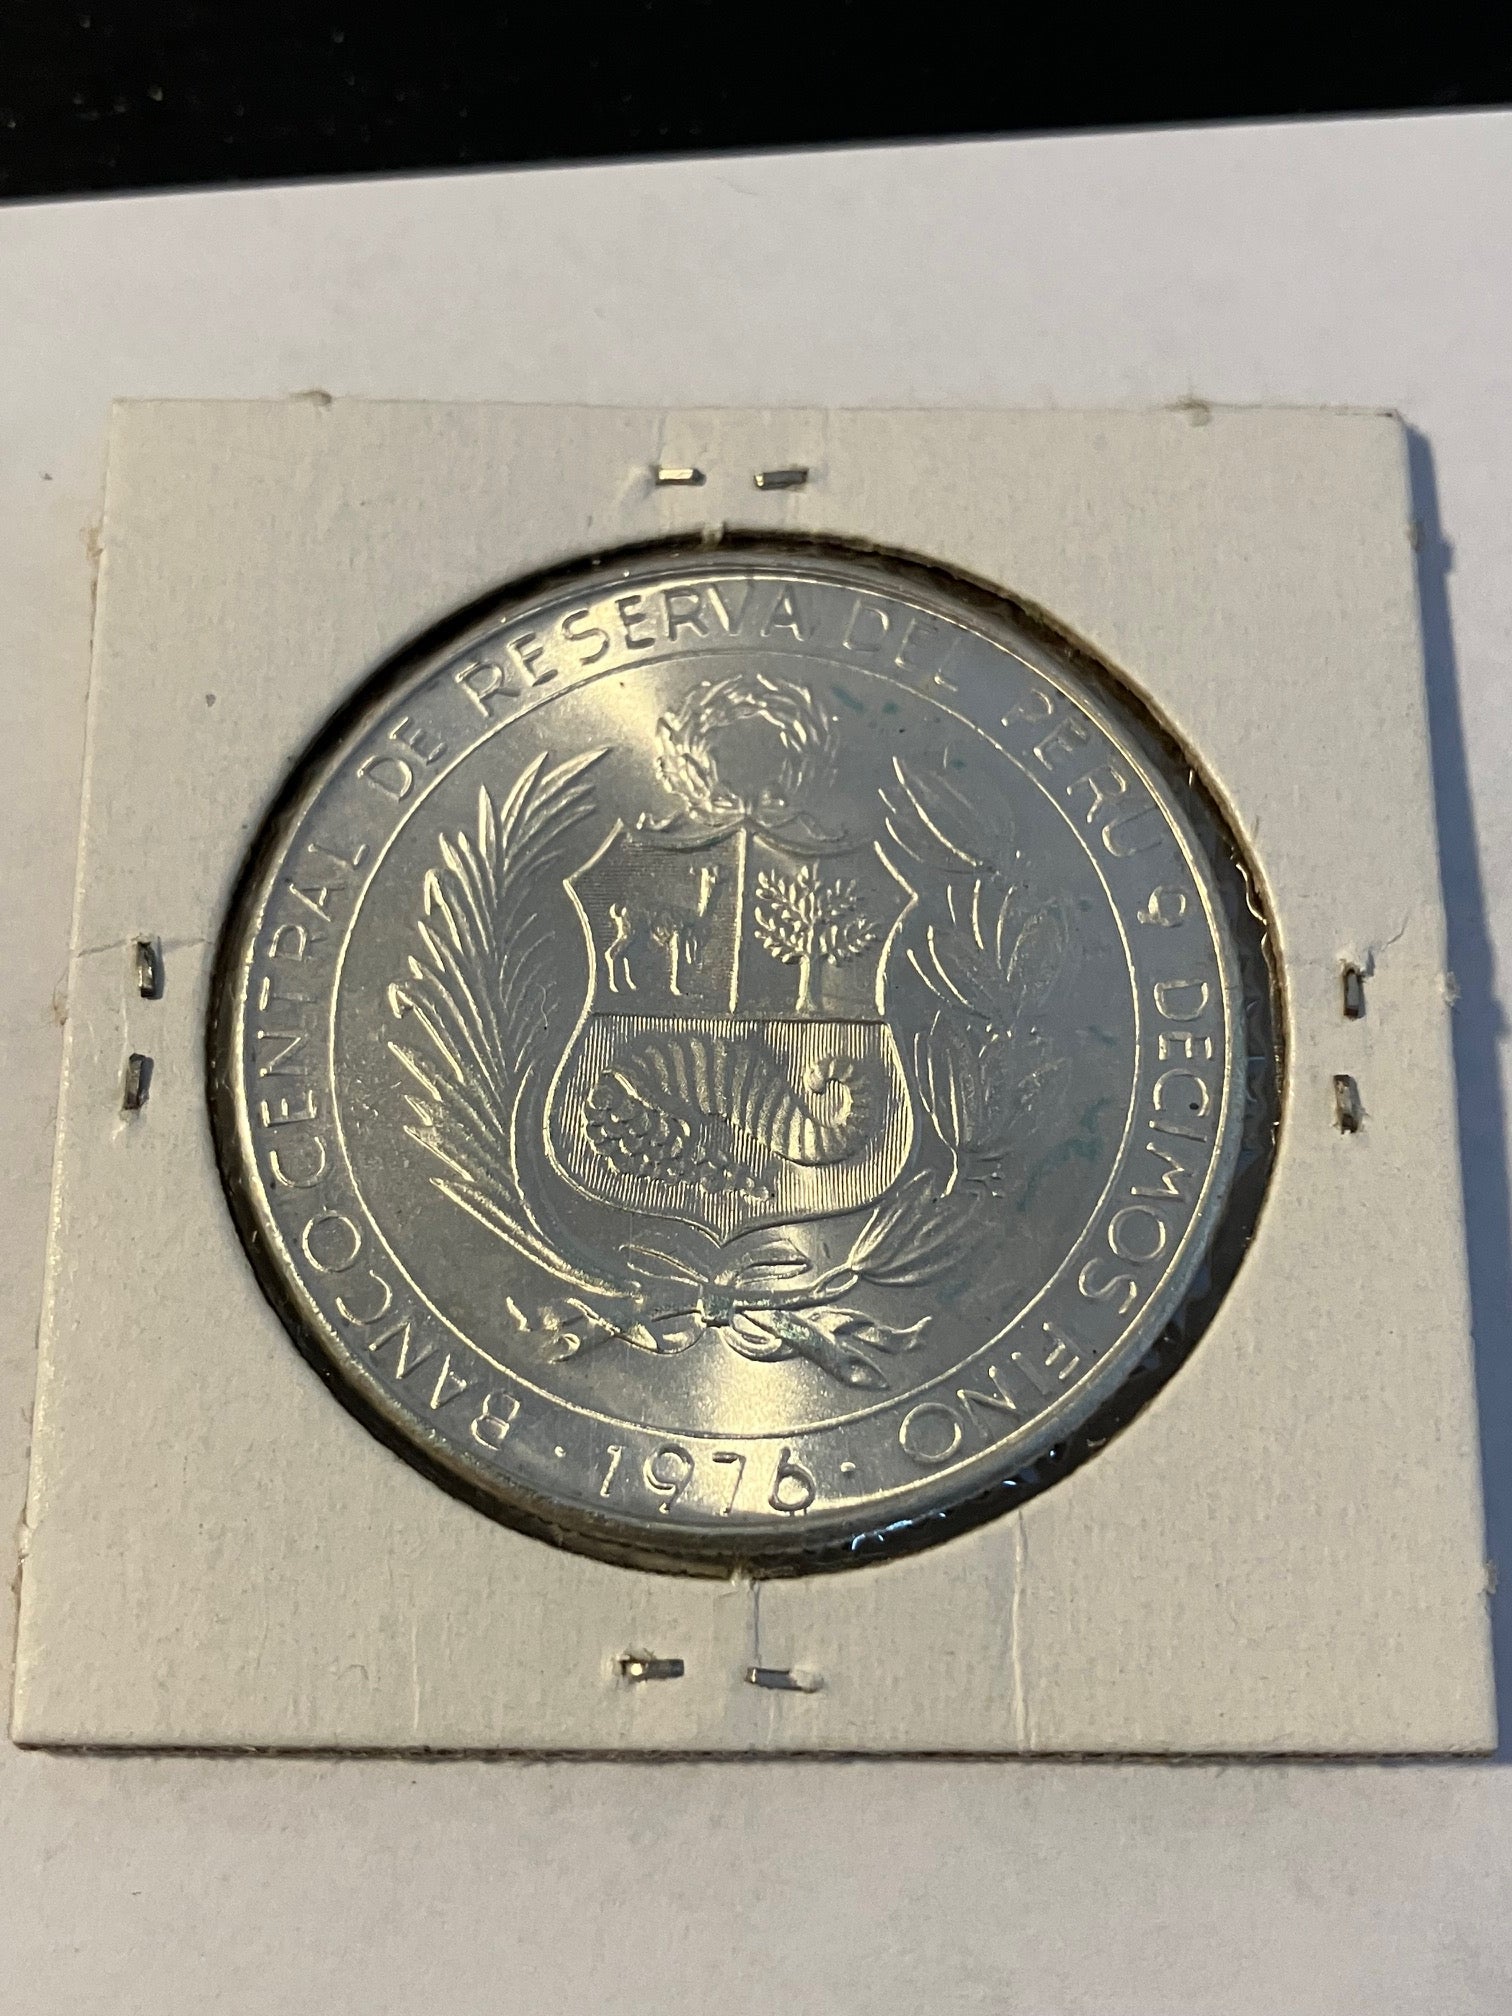 BANCO CENTRAL DE RESERVA DEL PERU 9 DECIMOS FINO
· 1976 ·